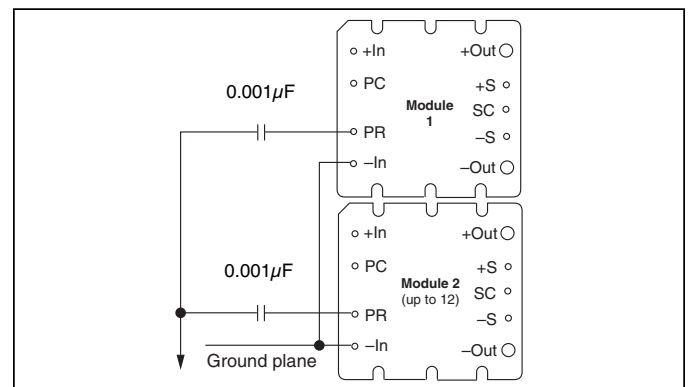 +In
+Out
PC
+S
0.001µF
Module
1
SC
PR
–S
–In
–Out
+In
+Out
PC
+S
0.001µF
Module 2
(up to 12)
SC
PR
–S
–In
–Out
Ground plane